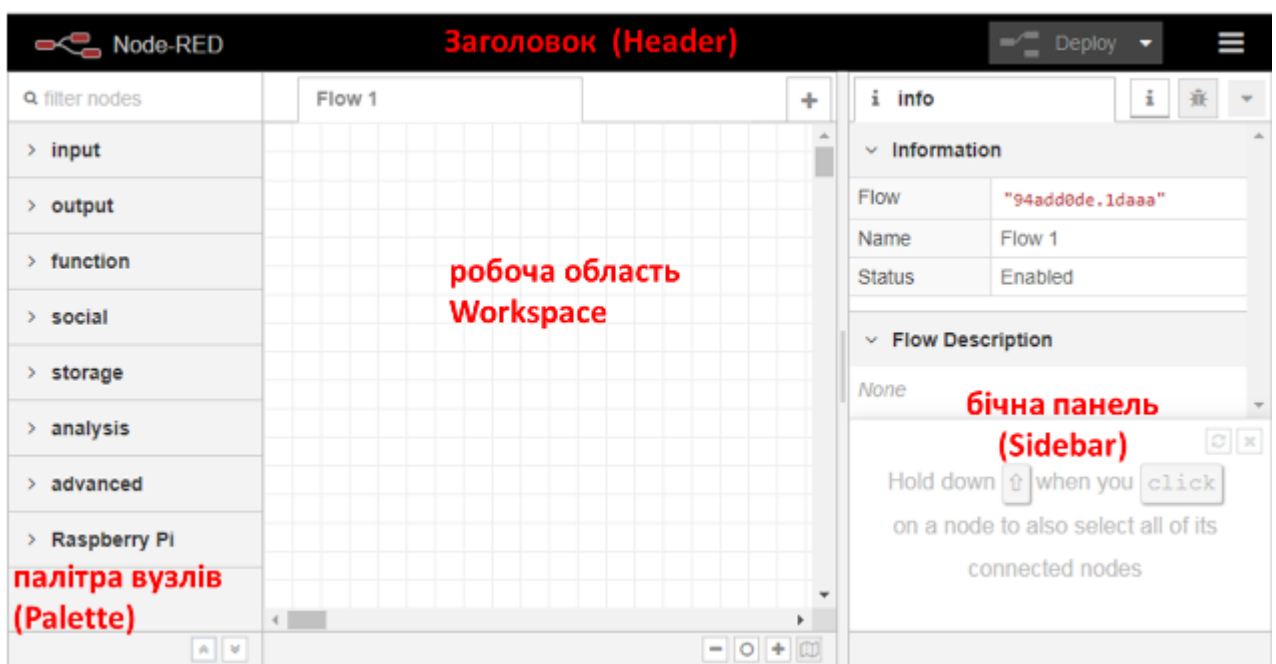 Node-RED
Заголовок (Header)
Deploy
filter nodes
Flow 1
i info
i
input
output
function
social
storage
analysis
advanced
Raspberry Pi
палітра вузлів
(Palette)
робоча область
Workspace
Information
Flow "94add0de.1daaa"
Name Flow 1
Status Enabled
Flow Description
None
бічна панель
(Sidebar)
Hold down ⇧ when you click
on a node to also select all of its
connected nodes